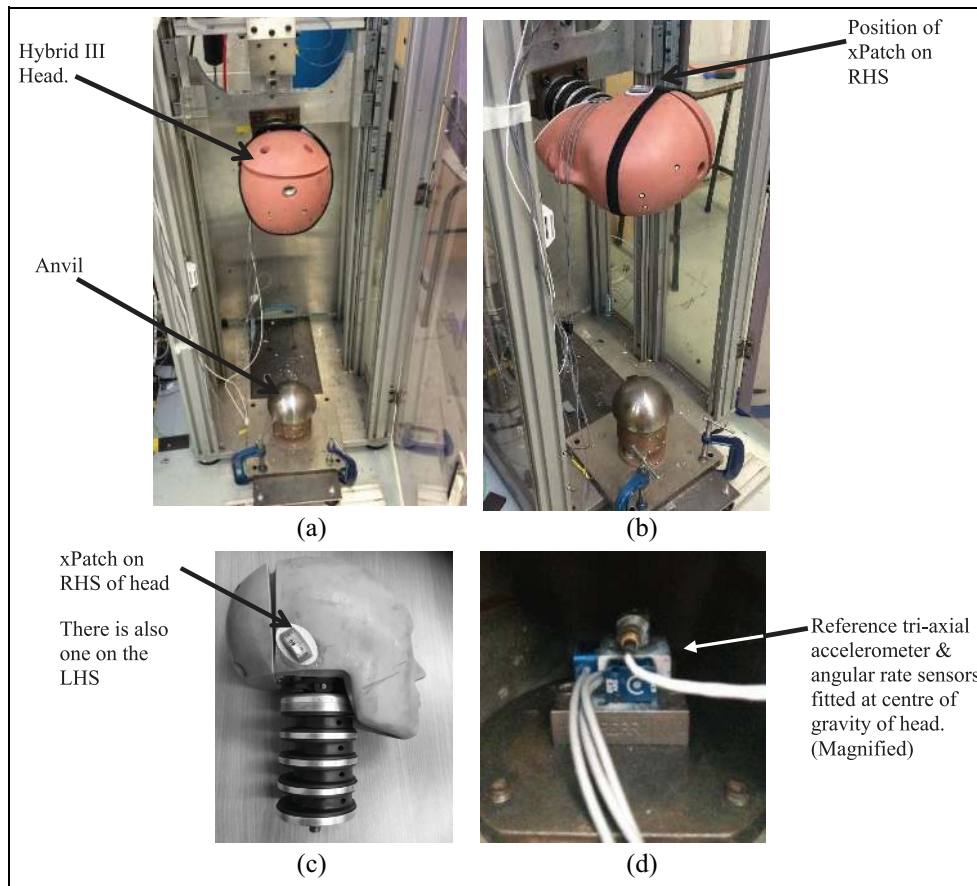 Hybrid III
Head.
Anvil
Position of
xPatch on
RHS
(a)
(b)
xPatch on
RHS of head
There is also
one on the
LHS
Reference tri-axial
accelerometer &
angular rate sensors
fitted at centre of
gravity of head.
(Magnified)
(c)
(d)